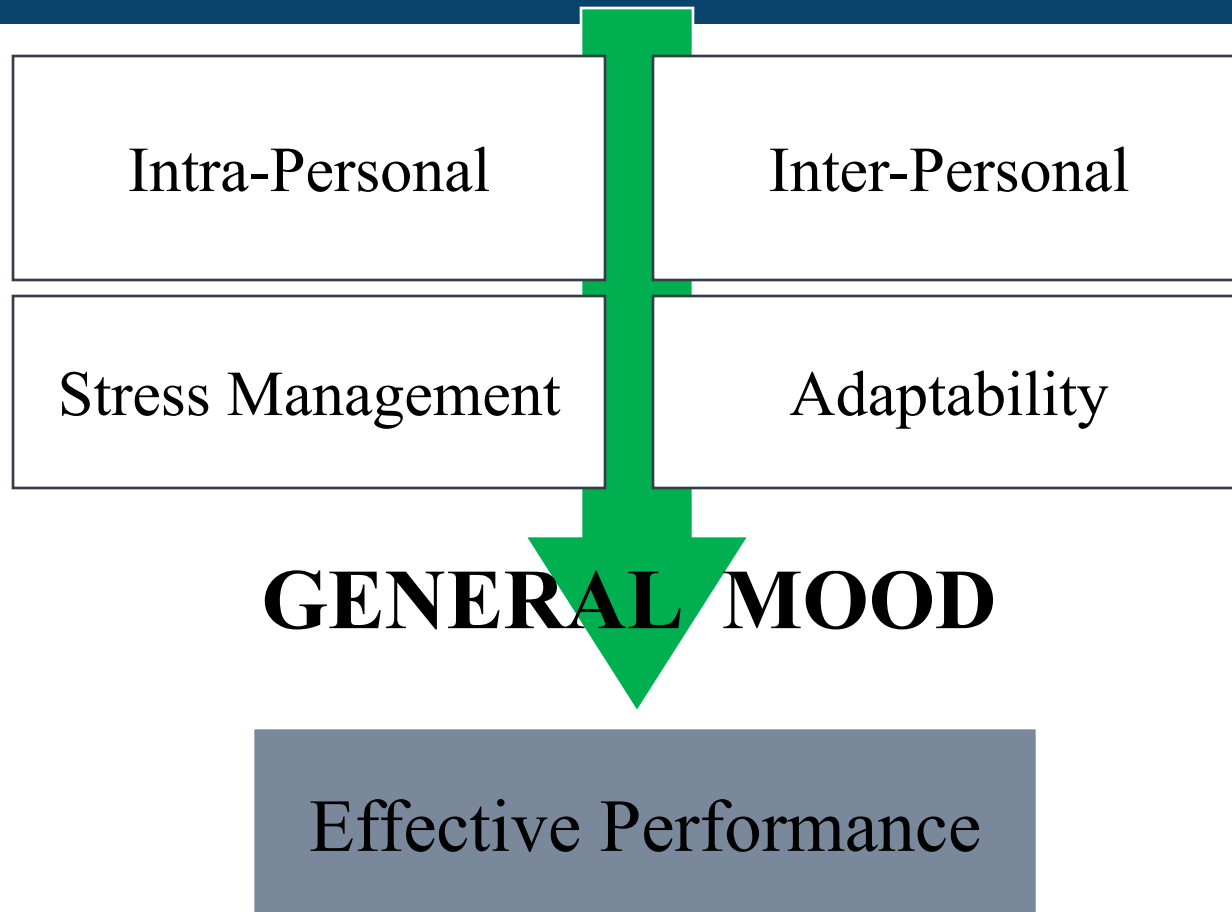 Intra-Personal
Inter-Personal
Stress Management
Adaptability
GENERAL MOOD
Effective Performance